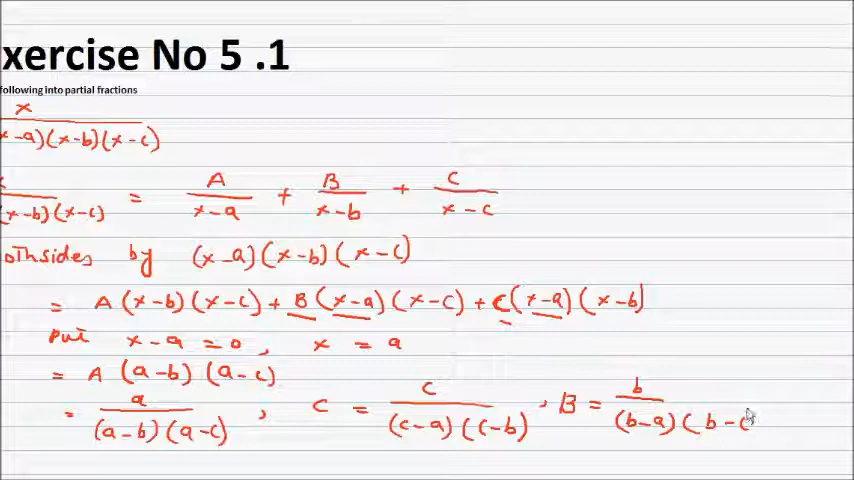 xercise No 5 .1
following into partial fractions
x
x-a)(x-b)(x-c)
= A/(x-a) + B/(x-b) + C/(x-c)
(x-b)(x-c)
othsides by (x-a)(x-b)(x-c)
= A(x-b)(x-c) + B(x-a)(x-c) + C(x-a)(x-b)
put x-a = 0, x = a
= A (a-b) (a-c)
= a/((a-b)(a-c)) , C = c/((c-a)(c-b)) , B = b/((b-a)(b-c